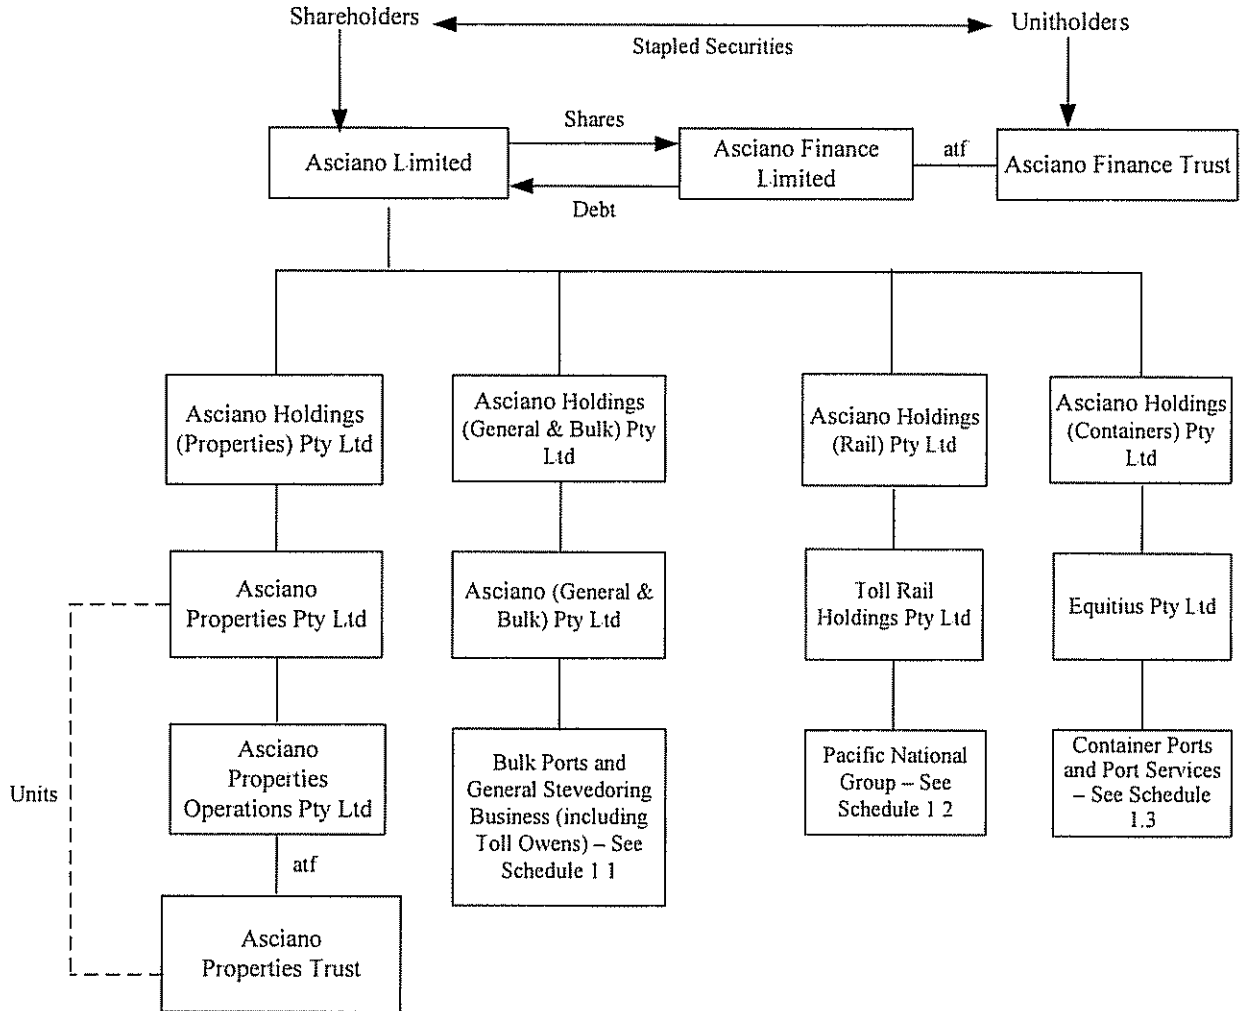 Shareholders
Unitholders
Stapled Securities
Asciano Limited
Shares
Debt
Asciano Finance
Limited
atf
Asciano Finance Trust
Asciano Holdings
(Properties) Pty Ltd
Asciano Holdings
(General & Bulk) Pty
Ltd
Asciano Holdings
(Rail) Pty Ltd
Asciano Holdings
(Containers) Pty
Ltd
Asciano
Properties Pty Ltd
Asciano (General &
Bulk) Pty Ltd
Toll Rail
Holdings Pty Ltd
Equitius Pty Ltd
Units
Asciano
Properties
Operations Pty Ltd
Bulk Ports and
General Stevedoring
Business (including
Toll Owens) – See
Schedule 1 1
Pacific National
Group – See
Schedule 1 2
Container Ports
and Port Services
– See Schedule
1.3
atf
Asciano
Properties Trust